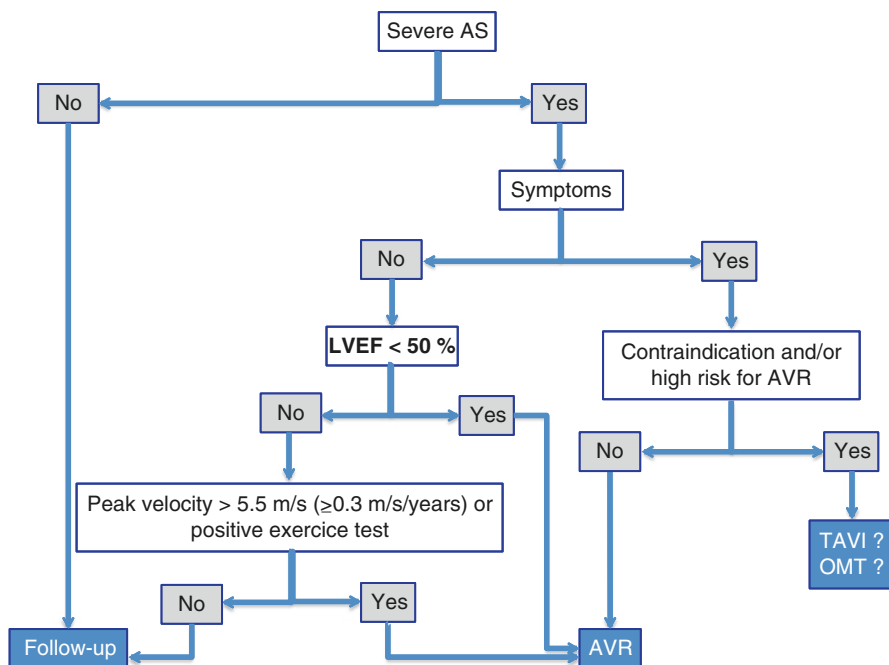 Severe AS
No
Yes
Symptoms
No
Yes
LVEF < 50 %
Contraindication and/or
high risk for AVR
No
Yes
No
Yes
Peak velocity > 5.5 m/s (≥0.3 m/s/years) or
positive exercice test
TAVI ?
OMT ?
No
Yes
Follow-up
AVR